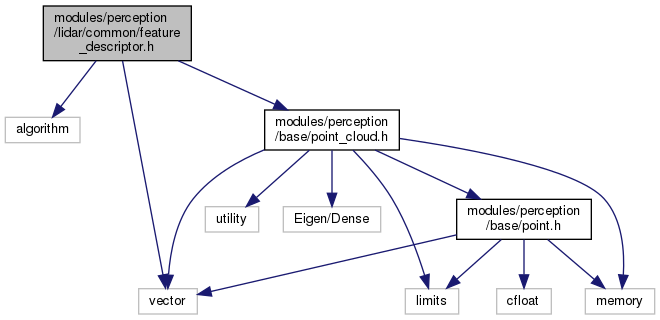 modules/perception
/lidar/common/feature
_descriptor.h
algorithm
modules/perception
/base/point_cloud.h
utility
Eigen/Dense
modules/perception
/base/point.h
vector
limits
cfloat
memory